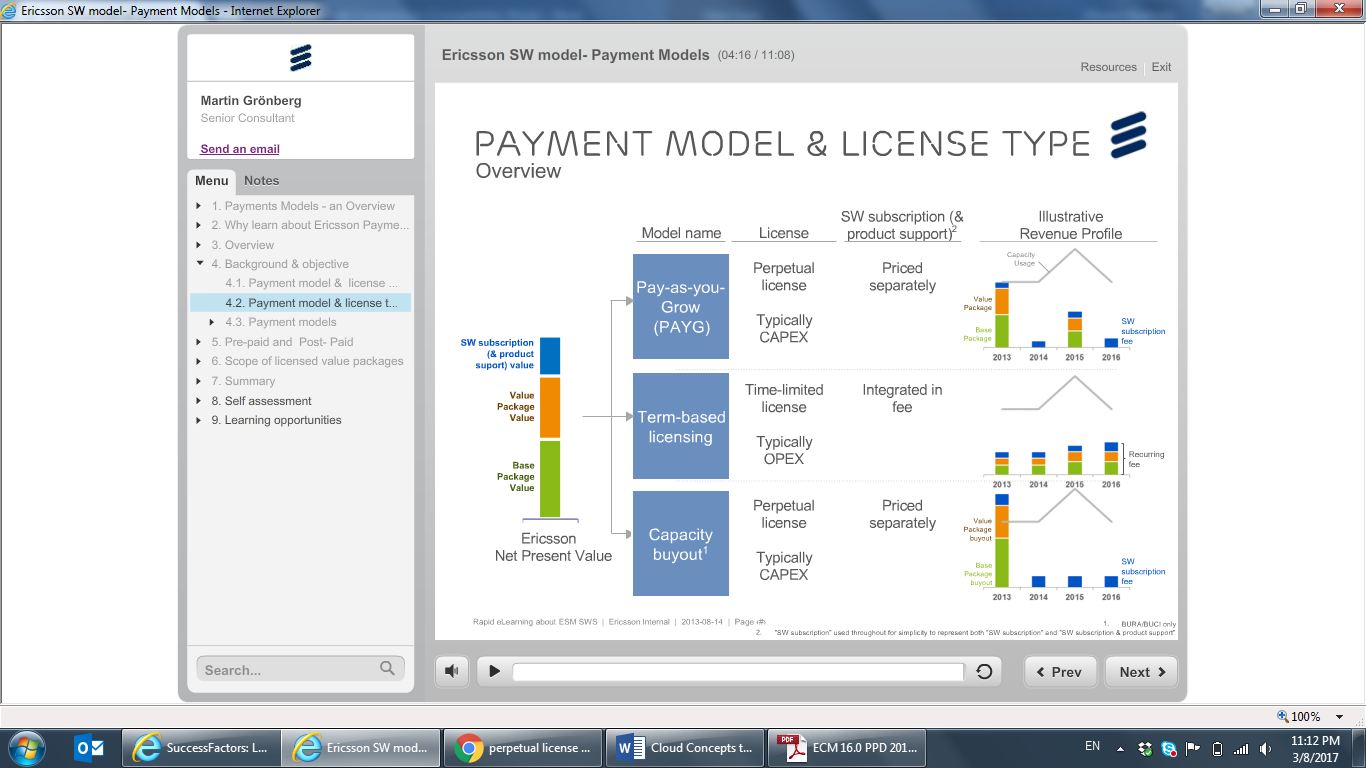 Ericsson SW model- Payment Models - Internet Explorer
Martin Grönberg
Senior Consultant
Send an email
Menu
Notes
1. Payments Models - an Overview
2. Why learn about Ericsson Payme...
3. Overview
4. Background & objective
4.1. Payment model & license ...
4.2. Payment model & license t...
4.3. Payment models
5. Pre-paid and Post- Paid
6. Scope of licensed value packages
7. Summary
8. Self assessment
9. Learning opportunities
Search...
Ericsson SW model- Payment Models (04:16 / 11:08)
Resources
Exit
PAYMENT MODEL & LICENSE TYPE
Overview
SW subscription (& product suport) value
Value Package Value
Base Package Value
Ericsson
Net Present Value
Model name
License
SW subscription (& product support)2
Illustrative
Revenue Profile
Pay-as-you-
Grow
(PAYG)
Perpetual
license
Typically
CAPEX
Priced
separately
Capacity
Usage
Value
Package
Base
Package
SW
subscription
fee
2013 2014 2015 2016
Term-based
licensing
Time-limited
license
Typically
OPEX
Integrated in
fee
Recurring
fee
2013 2014 2015 2016
Capacity
buyout1
Perpetual
license
Typically
CAPEX
Priced
separately
Value
Package
buyout
Base
Package
buyout
SW
subscription
fee
2013 2014 2015 2016
Rapid eLearning about ESM SWS | Ericsson Internal | 2013-08-14 | Page ‹#›
1. BURA/BUCI only
2. "SW subscription" used throughout for simplicity to represent both "SW subscription" and "SW subscription & product support"
Prev
Next
100%
SuccessFactors: L...
Ericsson SW mod...
perpetual license ...
Cloud Concepts t...
ECM 16.0 PPD 201...
EN
11:12 PM
3/8/2017